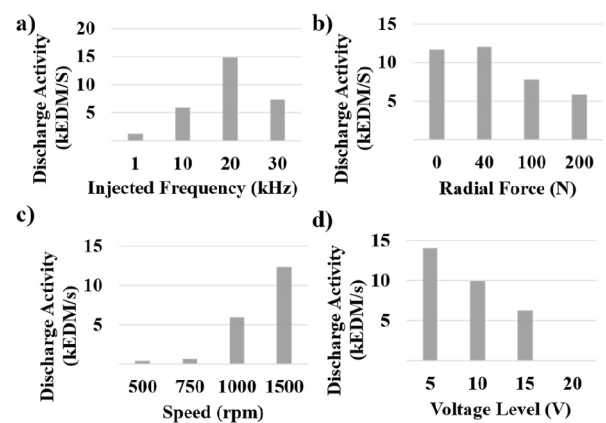 a)
Discharge Activity
(kEDM/S)
20
15
10
5
1 10 20 30
Injected Frequency (kHz)
b)
Discharge Activity
(kEDM/S)
15
10
5
0 40 100 200
Radial Force (N)
c)
Discharge Activity
(kEDM/s)
15
10
5
500 750 1000 1500
Speed (rpm)
d)
Discharge Activity
(kEDM/s)
15
10
5
5 10 15 20
Voltage Level (V)